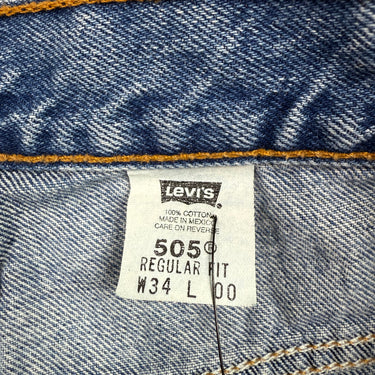 Levi's
100% COTTON
MADE IN MEXICO
CARE ON REVERSE
505®
REGULAR FIT
W34 L 00